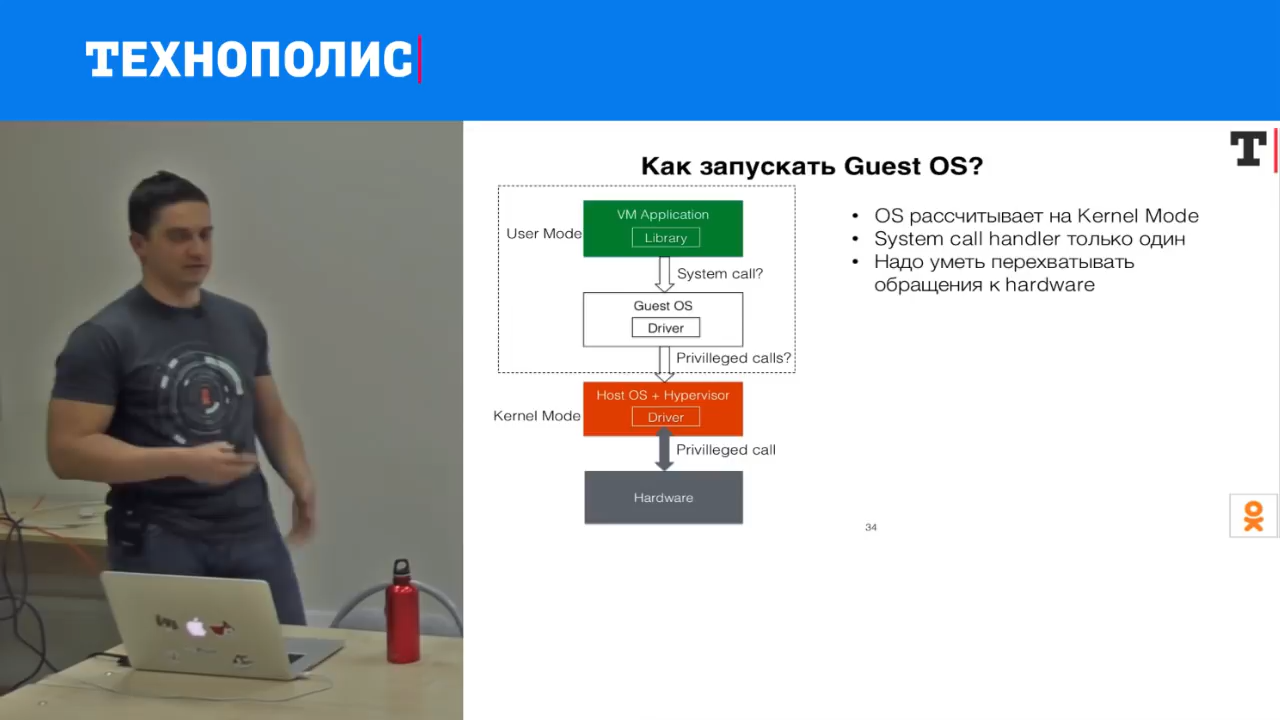 ТЕХНОПОЛИС
Как запускать Guest OS?
T
User Mode
VM Application
Library
System call?
Guest OS
Driver
Privilleged calls?
Kernel Mode
Host OS + Hypervisor
Driver
Privilleged call
Hardware
• OS рассчитывает на Kernel Mode
• System call handler только один
• Надо уметь перехватывать
обращения к hardware
34